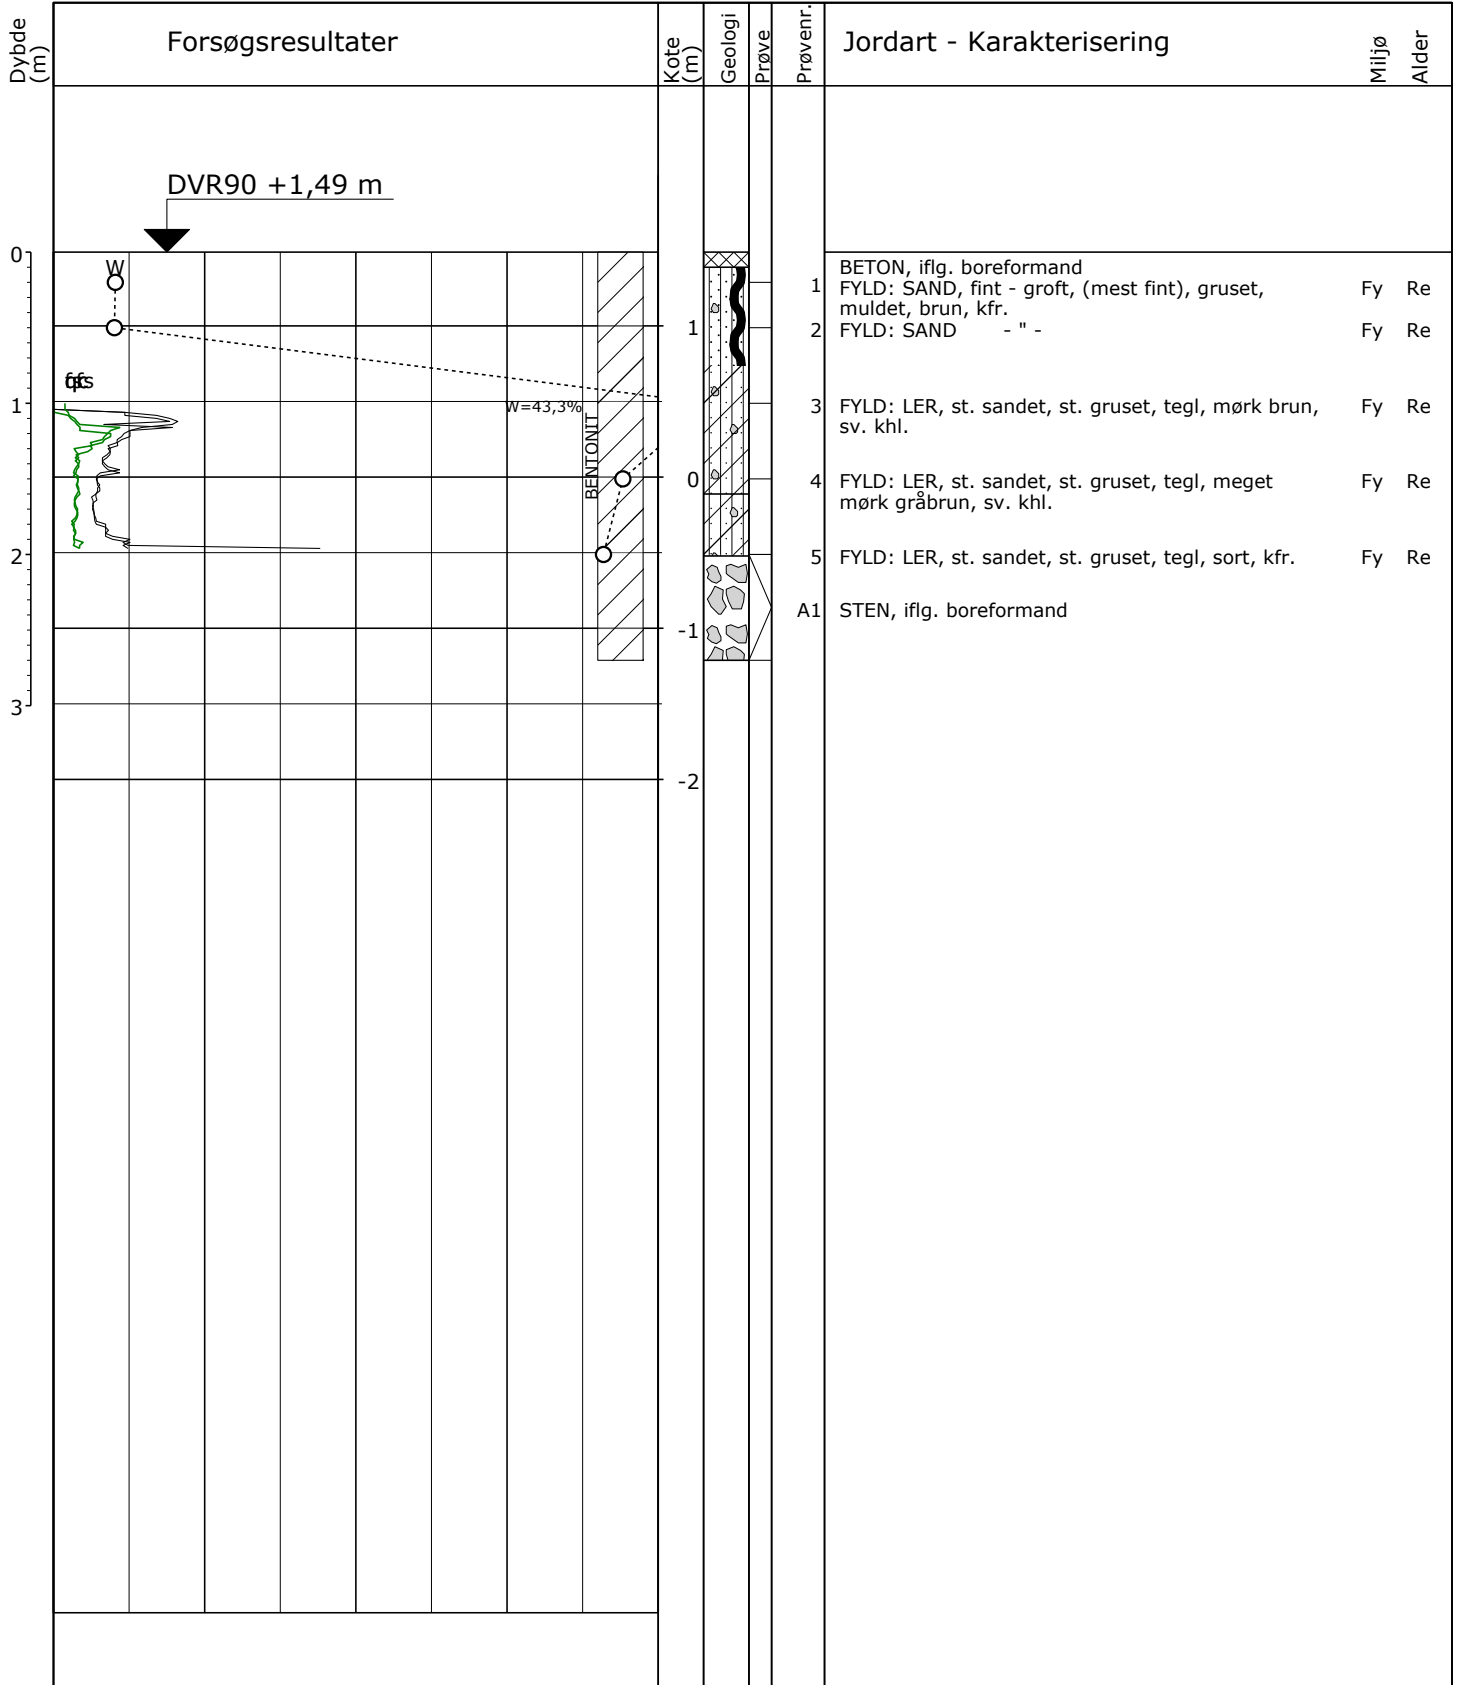 Dybde
(m)
Forsøgsresultater
Kote
(m)
Geologi
Prøve
Prøvenr.
Jordart - Karakterisering
Miljø
Alder
DVR90 +1,49 m
0
W
BETON, iflg. boreformand
1 FYLD: SAND, fint - groft, (mest fint), gruset, Fy Re
muldet, brun, kfr.
1
2 FYLD: SAND - " - Fy Re
1
W=43,3%
3 FYLD: LER, st. sandet, st. gruset, tegl, mørk brun, Fy Re
sv. khl.
BENTONIT
0
4 FYLD: LER, st. sandet, st. gruset, tegl, meget Fy Re
mørk gråbrun, sv. khl.
2
5 FYLD: LER, st. sandet, st. gruset, tegl, sort, kfr. Fy Re
A1 STEN, iflg. boreformand
-1
3
-2